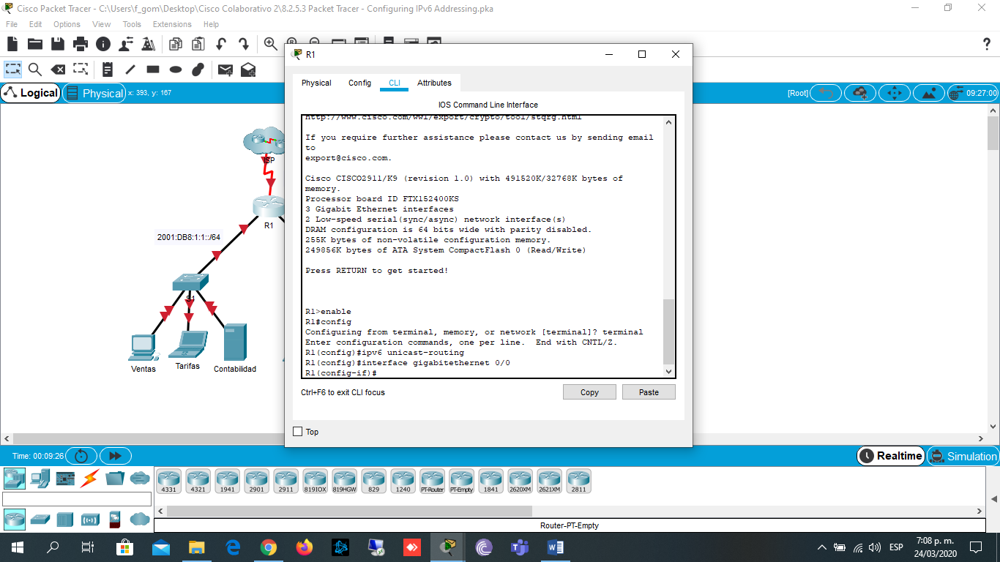 Cisco Packet Tracer - C:\Users\f_gom\Desktop\Cisco Colaborativo 2\8.2.5.3 Packet Tracer - Configuring IPv6 Addressing.pka
File Edit Options View Tools Extensions Help
R1
Logical
Physical
x: 393, y: 167
[Root]
09:27:00
Physical Config CLI Attributes
IOS Command Line Interface
http://www.cisco.com/wwl/export/crypto/tool/stqrg.html
If you require further assistance please contact us by sending email
to
export@cisco.com.
Cisco CISCO2911/K9 (revision 1.0) with 491520K/32768K bytes of
memory.
Processor board ID FTX152400KS
3 Gigabit Ethernet interfaces
2 Low-speed serial(sync/async) network interface(s)
DRAM configuration is 64 bits wide with parity disabled.
255K bytes of non-volatile configuration memory.
249856K bytes of ATA System CompactFlash 0 (Read/Write)
Press RETURN to get started!
R1>enable
R1#config
Configuring from terminal, memory, or network [terminal]? terminal
Enter configuration commands, one per line.  End with CNTL/Z.
R1(config)#ipv6 unicast-routing
R1(config)#interface gigabitethernet 0/0
R1(config-if)#
Ctrl+F6 to exit CLI focus
Copy
Paste
Top
ISP
R1
2001:DB8:1:1::/64
S1
Ventas
Tarifas
Contabilidad
Time: 00:09:26
Realtime
Simulation
4331 4321 1941 2901 2911 819IOX 819HGW 829 1240 PT-Router PT-Empty 1841 2620XM 2621XM 2811
Router-PT-Empty
ESP
7:08 p. m.
24/03/2020